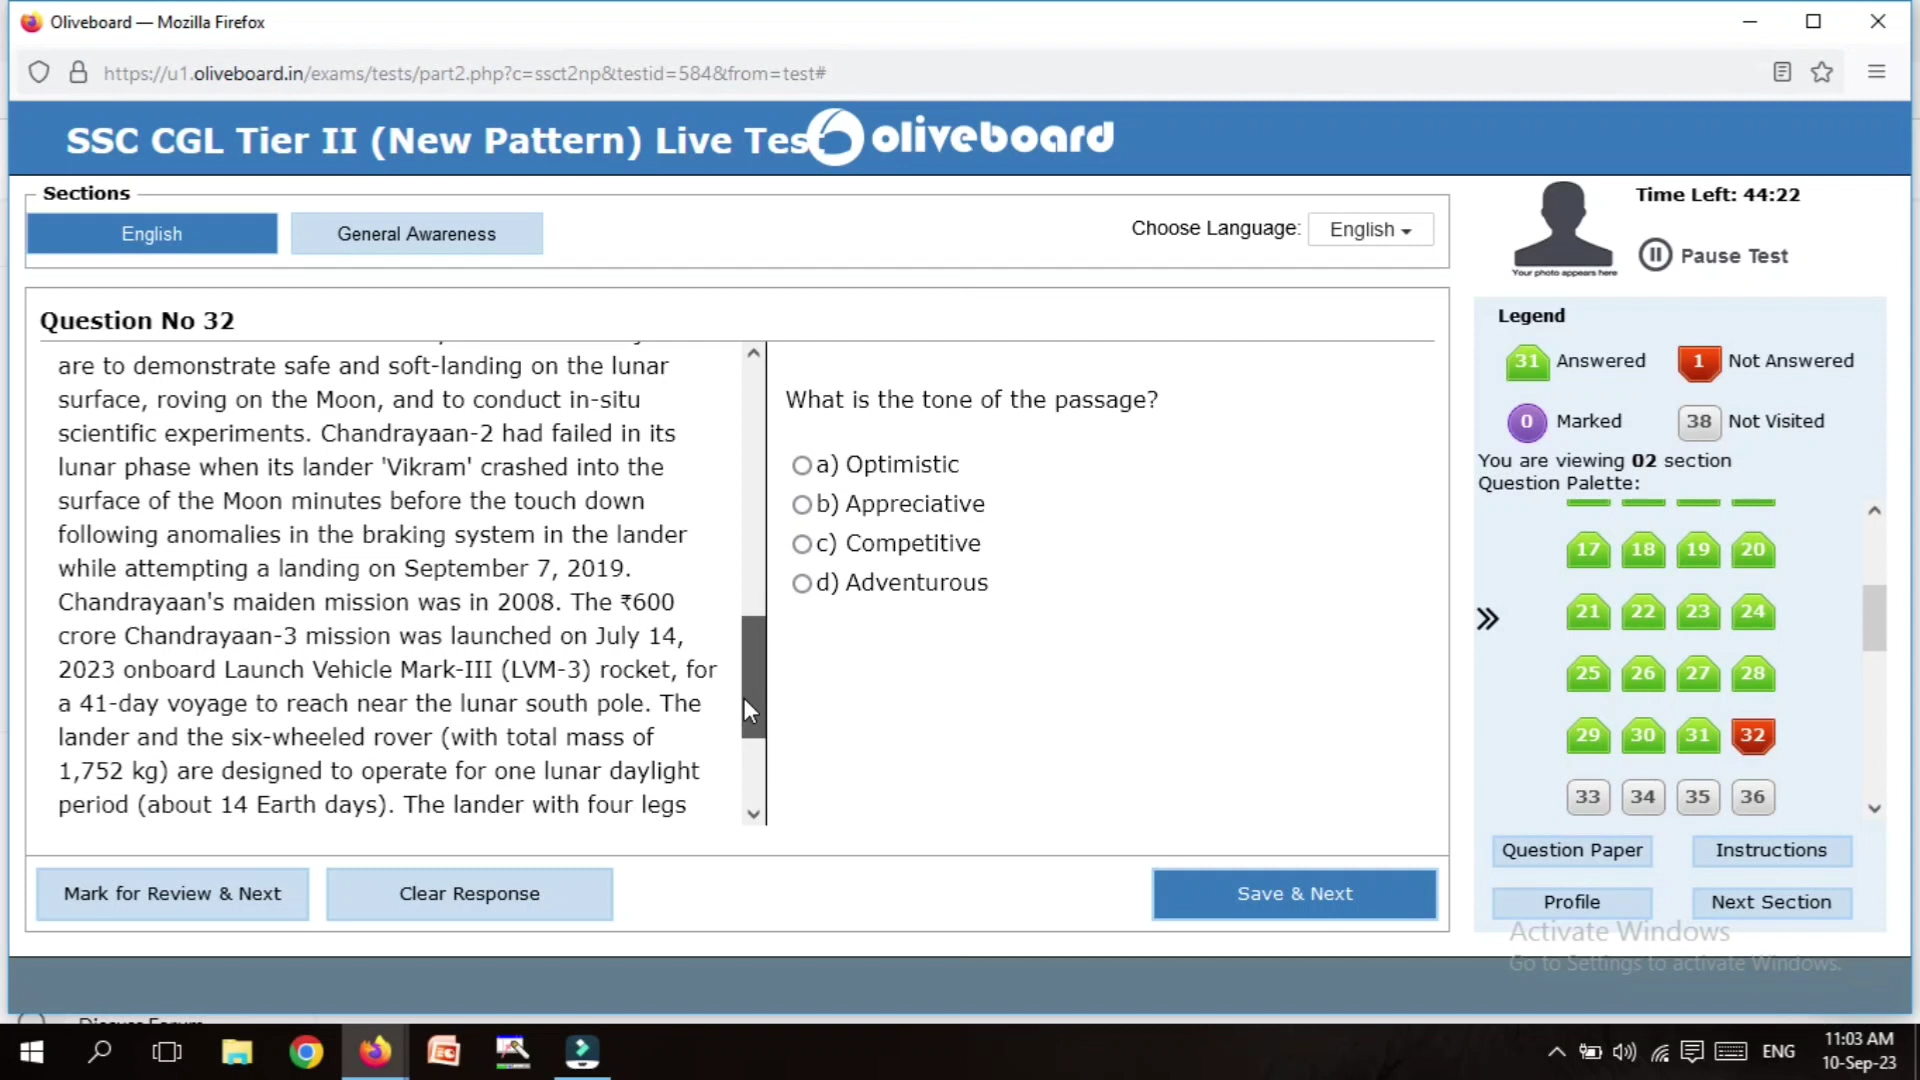 Oliveboard — Mozilla Firefox
https://u1.oliveboard.in/exams/tests/part2.php?c=ssct2np&testid=584&from=test#
SSC CGL Tier II (New Pattern) Live Tes
oliveboard
Sections
English
General Awareness
Choose Language:
English
Your photo appears here
Time Left: 44:22
Pause Test
Question No 32
are to demonstrate safe and soft-landing on the lunar
surface, roving on the Moon, and to conduct in-situ
scientific experiments. Chandrayaan-2 had failed in its
lunar phase when its lander 'Vikram' crashed into the
surface of the Moon minutes before the touch down
following anomalies in the braking system in the lander
while attempting a landing on September 7, 2019.
Chandrayaan's maiden mission was in 2008. The ₹600
crore Chandrayaan-3 mission was launched on July 14,
2023 onboard Launch Vehicle Mark-III (LVM-3) rocket, for
a 41-day voyage to reach near the lunar south pole. The
lander and the six-wheeled rover (with total mass of
1,752 kg) are designed to operate for one lunar daylight
period (about 14 Earth days). The lander with four legs
What is the tone of the passage?
a) Optimistic
b) Appreciative
c) Competitive
d) Adventurous
Mark for Review & Next
Clear Response
Save & Next
Legend
31 Answered
1 Not Answered
0 Marked
38 Not Visited
You are viewing 02 section
Question Palette:
17 18 19 20
21 22 23 24
25 26 27 28
29 30 31 32
33 34 35 36
Question Paper
Instructions
Profile
Next Section
Activate Windows
Go to Settings to activate Windows.
ENG
11:03 AM
10-Sep-23